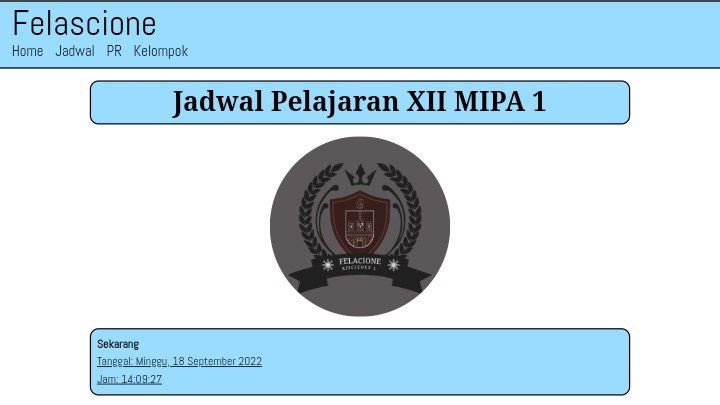 Felascione
Home Jadwal PR Kelompok
Jadwal Pelajaran XII MIPA 1
FELACIONE
XIICIENCE 1
Sekarang
Tanggal: Minggu, 18 September 2022
Jam: 14:09:27